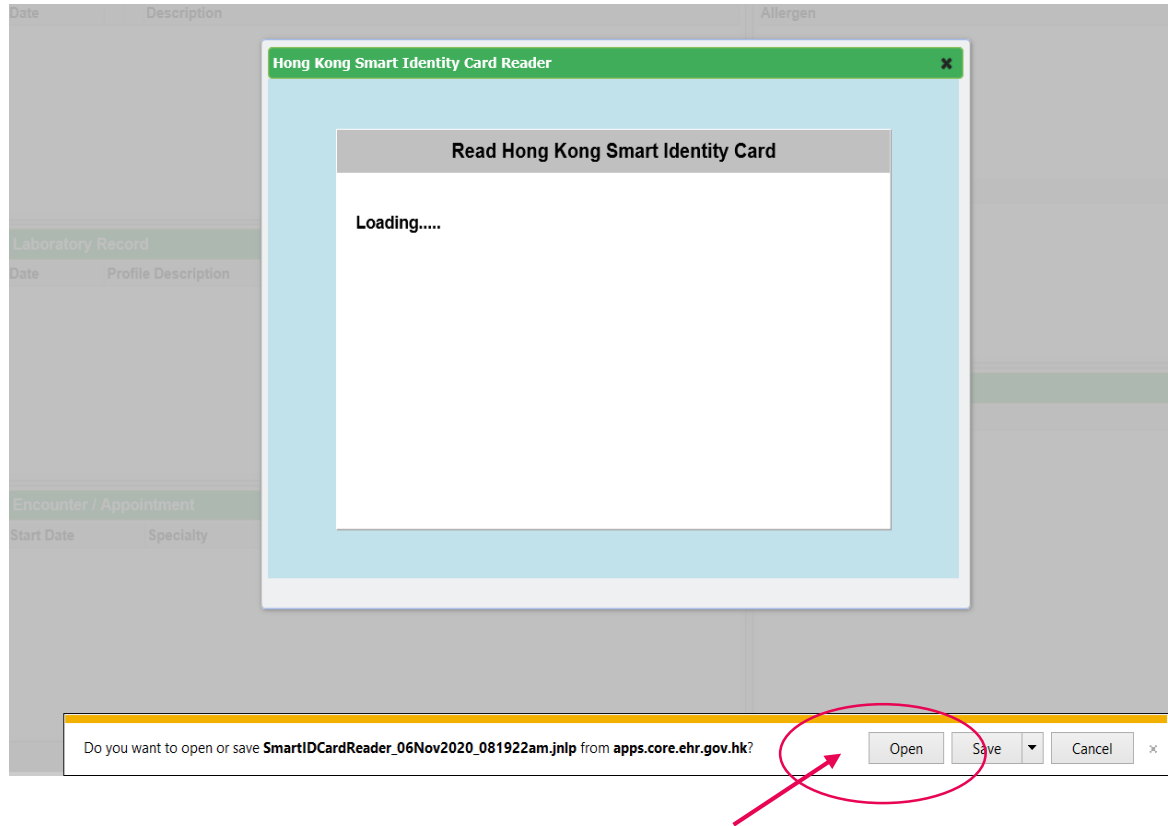 Date Description Allergen
Hong Kong Smart Identity Card Reader
Read Hong Kong Smart Identity Card
Loading.....
Laboratory Record
Date Profile Description
Encounter / Appointment
Start Date Specialty
Do you want to open or save SmartIDCardReader_06Nov2020_081922am.jnlp from apps.core.ehr.gov.hk? Open Save Cancel ×